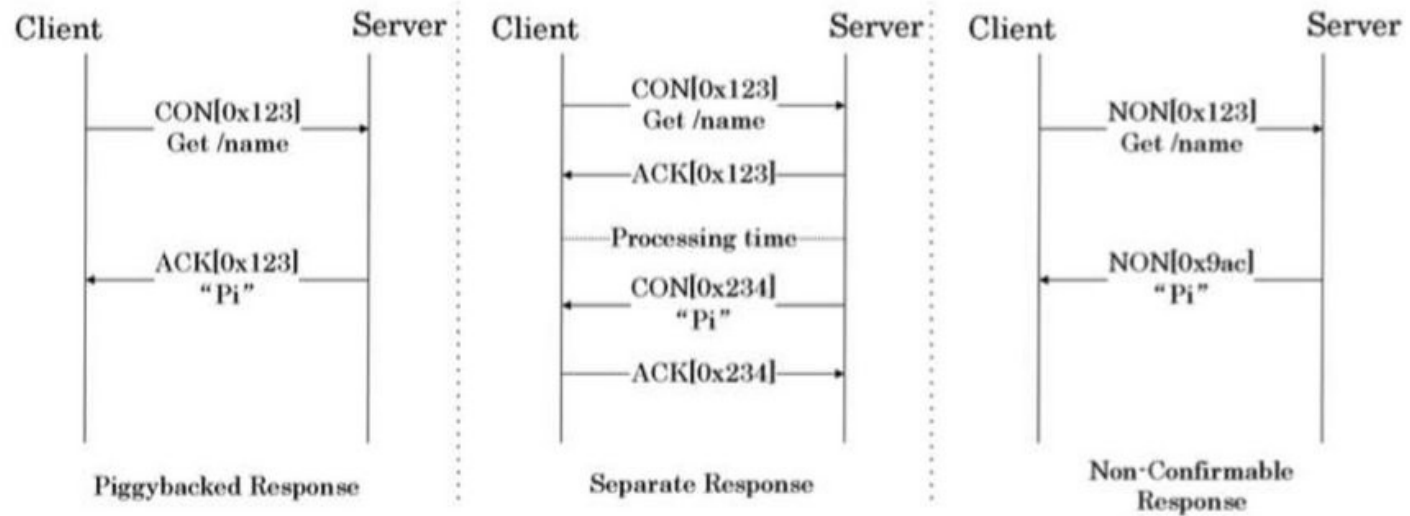 Client
Server
CON[0x123]
Get /name
ACK[0x123]
“Pi”
Piggybacked Response
Client
Server
CON[0x123]
Get /name
ACK[0x123]
Processing time
CON[0x234]
“Pi”
ACK[0x234]
Separate Response
Client
Server
NON[0x123]
Get /name
NON[0x9ac]
“Pi”
Non-Confirmable
Response